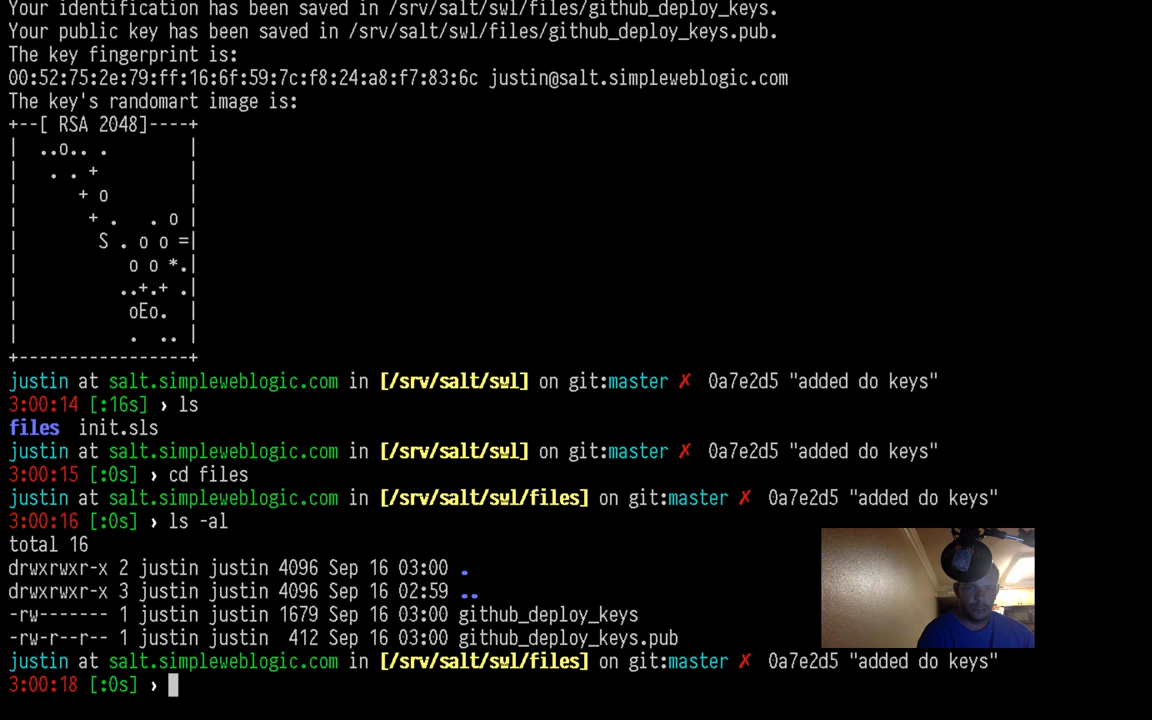 Your identification has been saved in /srv/salt/swl/files/github_deploy_keys.
Your public key has been saved in /srv/salt/swl/files/github_deploy_keys.pub.
The key fingerprint is:
00:52:75:2e:79:ff:16:6f:59:7c:f8:24:a8:f7:83:6c justin@salt.simpleweblogic.com
The key's randomart image is:
+--[ RSA 2048]----+
|  ..o.. .        |
|   . . +         |
|      + o        |
|       + .   . o |
|        S . o o =|
|           o o *.|
|          ..+.+ .|
|           oEo.  |
|           .  .. |
+-----------------+
justin at salt.simpleweblogic.com in [/srv/salt/swl] on git:master ✗ 0a7e2d5 "added do keys"
3:00:14 [:16s] › ls
files  init.sls
justin at salt.simpleweblogic.com in [/srv/salt/swl] on git:master ✗ 0a7e2d5 "added do keys"
3:00:15 [:0s] › cd files
justin at salt.simpleweblogic.com in [/srv/salt/swl/files] on git:master ✗ 0a7e2d5 "added do keys"
3:00:16 [:0s] › ls -al
total 16
drwxrwxr-x 2 justin justin 4096 Sep 16 03:00 .
drwxrwxr-x 3 justin justin 4096 Sep 16 02:59 ..
-rw------- 1 justin justin 1679 Sep 16 03:00 github_deploy_keys
-rw-r--r-- 1 justin justin  412 Sep 16 03:00 github_deploy_keys.pub
justin at salt.simpleweblogic.com in [/srv/salt/swl/files] on git:master ✗ 0a7e2d5 "added do keys"
3:00:18 [:0s] ›